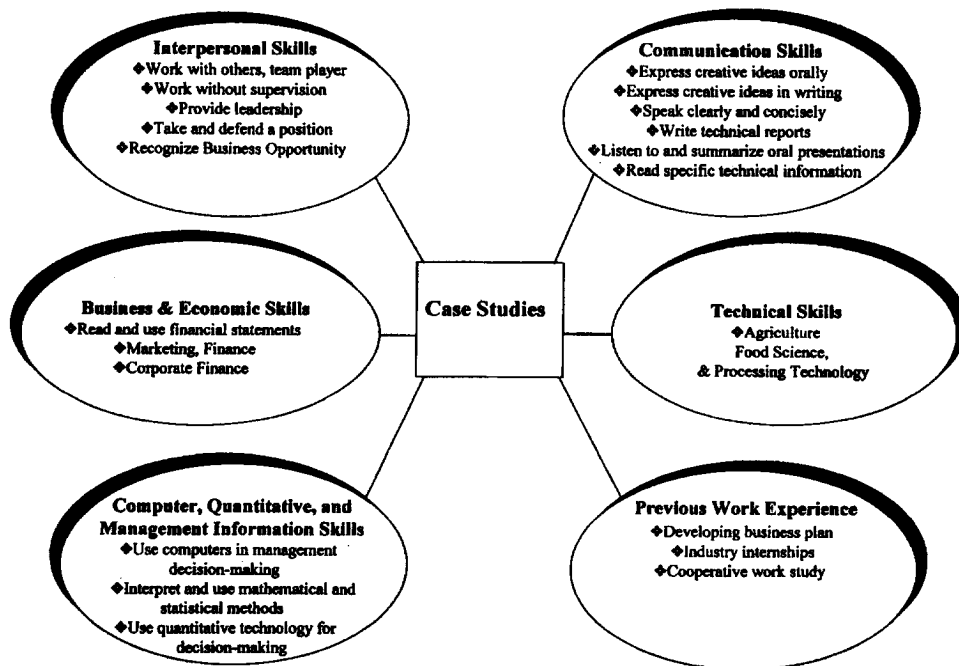 Interpersonal Skills
❖Work with others, team player
❖Work without supervision
❖Provide leadership
❖Take and defend a position
❖Recognize Business Opportunity
Communication Skills
❖Express creative ideas orally
❖Express creative ideas in writing
❖Speak clearly and concisely
❖Write technical reports
❖Listen to and summarize oral presentations
❖Read specific technical information
Business & Economic Skills
❖Read and use financial statements
❖Marketing, Finance
❖Corporate Finance
Case Studies
Technical Skills
❖Agriculture
Food Science,
& Processing Technology
Computer, Quantitative, and
Management Information Skills
❖Use computers in management
decision-making
❖Interpret and use mathematical and
statistical methods
❖Use quantitative technology for
decision-making
Previous Work Experience
❖Developing business plan
❖Industry internships
❖Cooperative work study